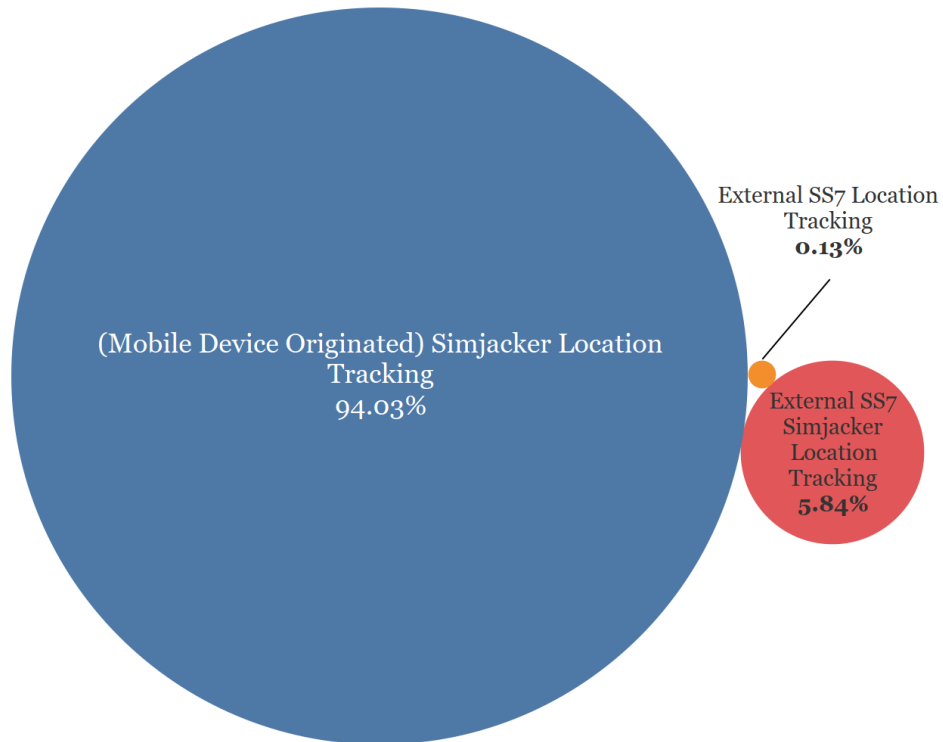 External SS7 Location
Tracking
0.13%
(Mobile Device Originated) Simjacker Location
Tracking
94.03%
External SS7
Simjacker
Location
Tracking
5.84%